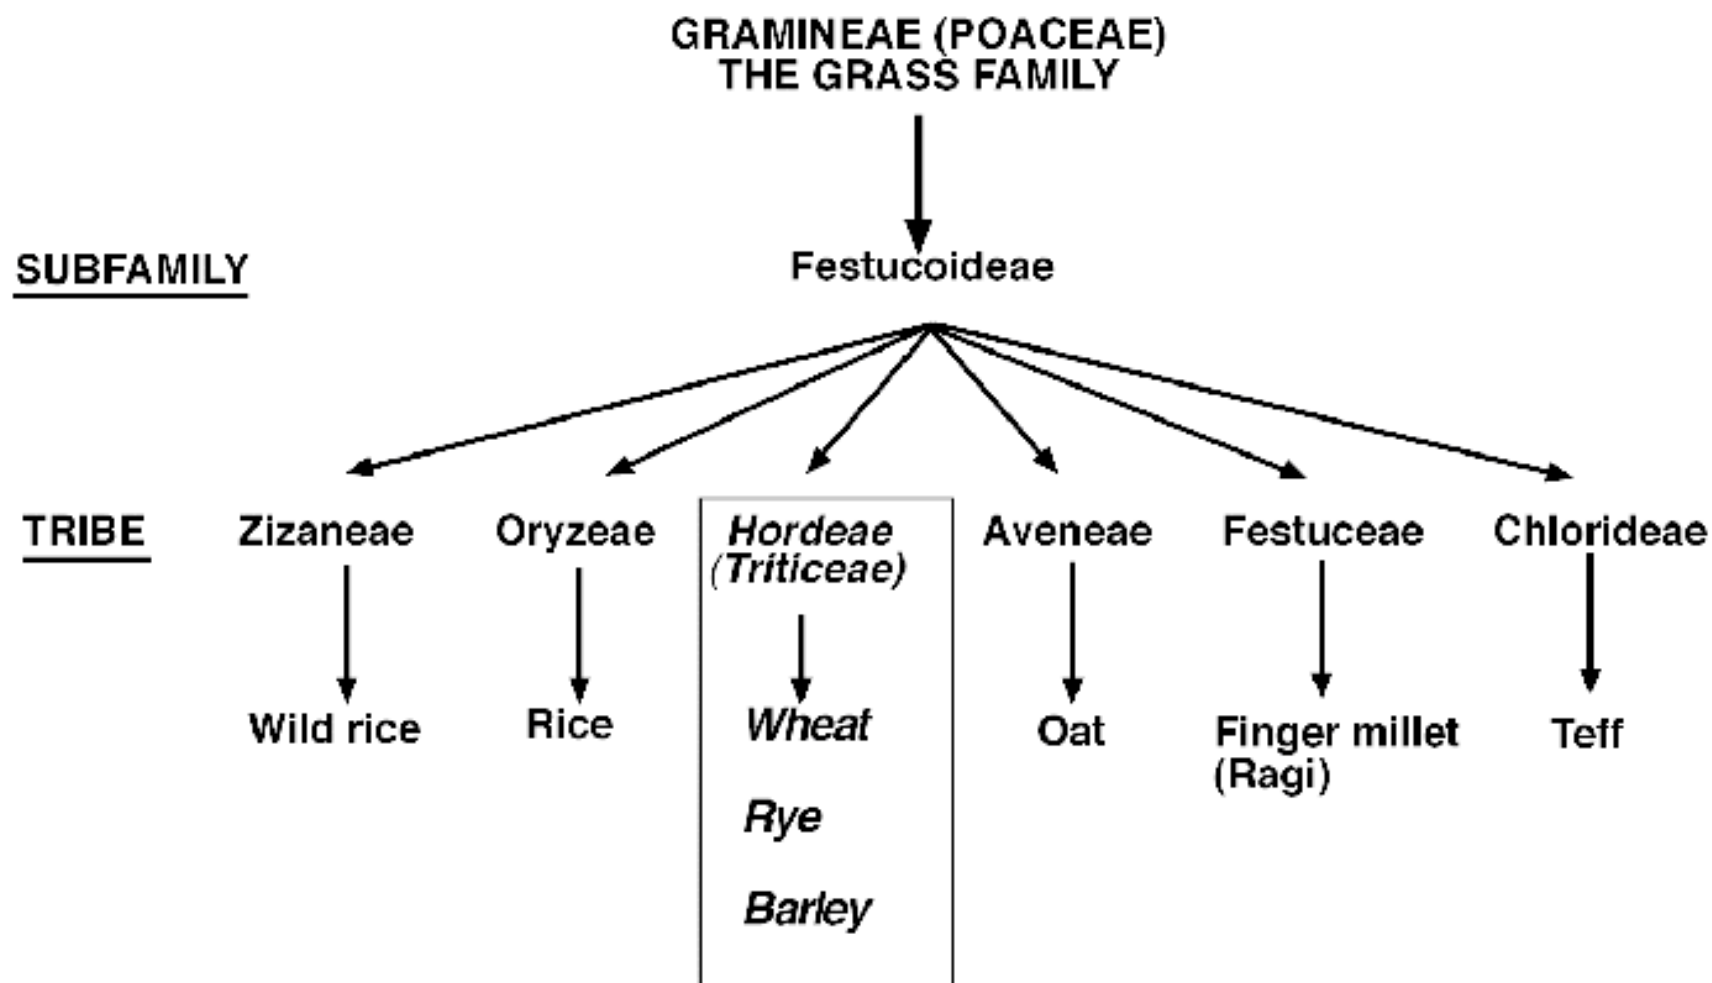 GRAMINEAE (POACEAE)
THE GRASS FAMILY
SUBFAMILY
Festucoideae
TRIBE
Zizaneae
Oryzeae
Hordeae
(Triticeae)
Aveneae
Festuceae
Chlorideae
Wild rice
Rice
Wheat
Rye
Barley
Oat
Finger millet
(Ragi)
Teff